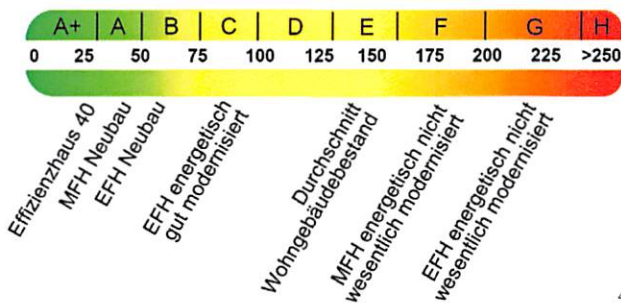 A+ A B C D E F G H
0 25 50 75 100 125 150 175 200 225 >250
Effizienzhaus 40
MFH Neubau
EFH Neubau
EFH energetisch
gut modernisiert
Durchschnitt
Wohngebäudebestand
MFH energetisch nicht
wesentlich modernisiert
EFH energetisch nicht
wesentlich modernisiert